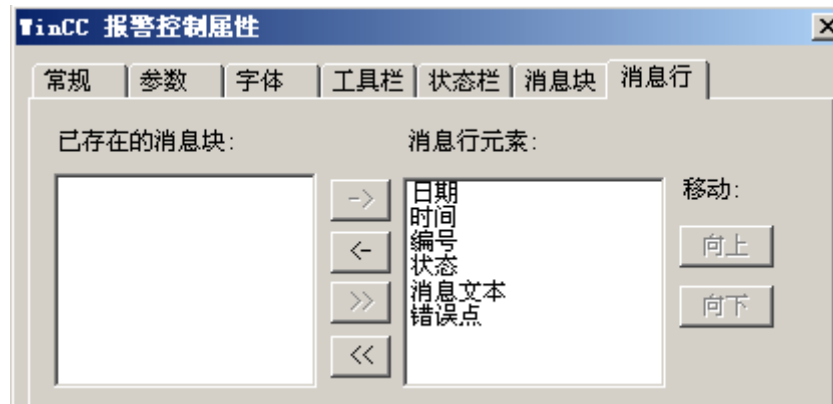 WinCC 报警控制属性
常规 参数 字体 工具栏 状态栏 消息块 消息行
已存在的消息块: 消息行元素:
日期
时间
编号
状态
消息文本
错误点
->
<-
>>
<<
移动:
向上
向下